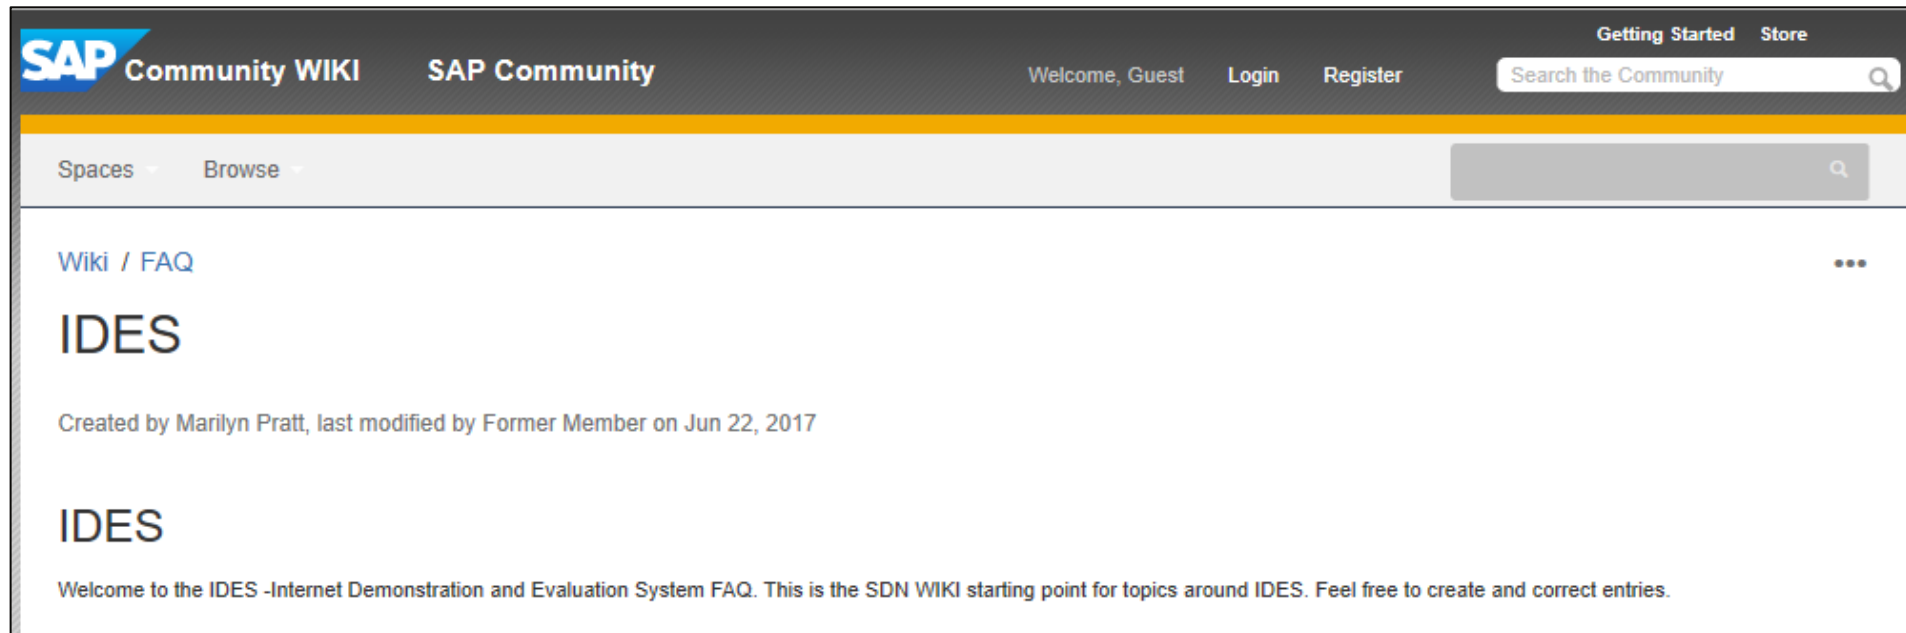 Getting Started Store
SAP Community WIKI SAP Community Welcome, Guest Login Register Search the Community
Spaces Browse
Wiki / FAQ
IDES
Created by Marilyn Pratt, last modified by Former Member on Jun 22, 2017
IDES
Welcome to the IDES -Internet Demonstration and Evaluation System FAQ. This is the SDN WIKI starting point for topics around IDES. Feel free to create and correct entries.